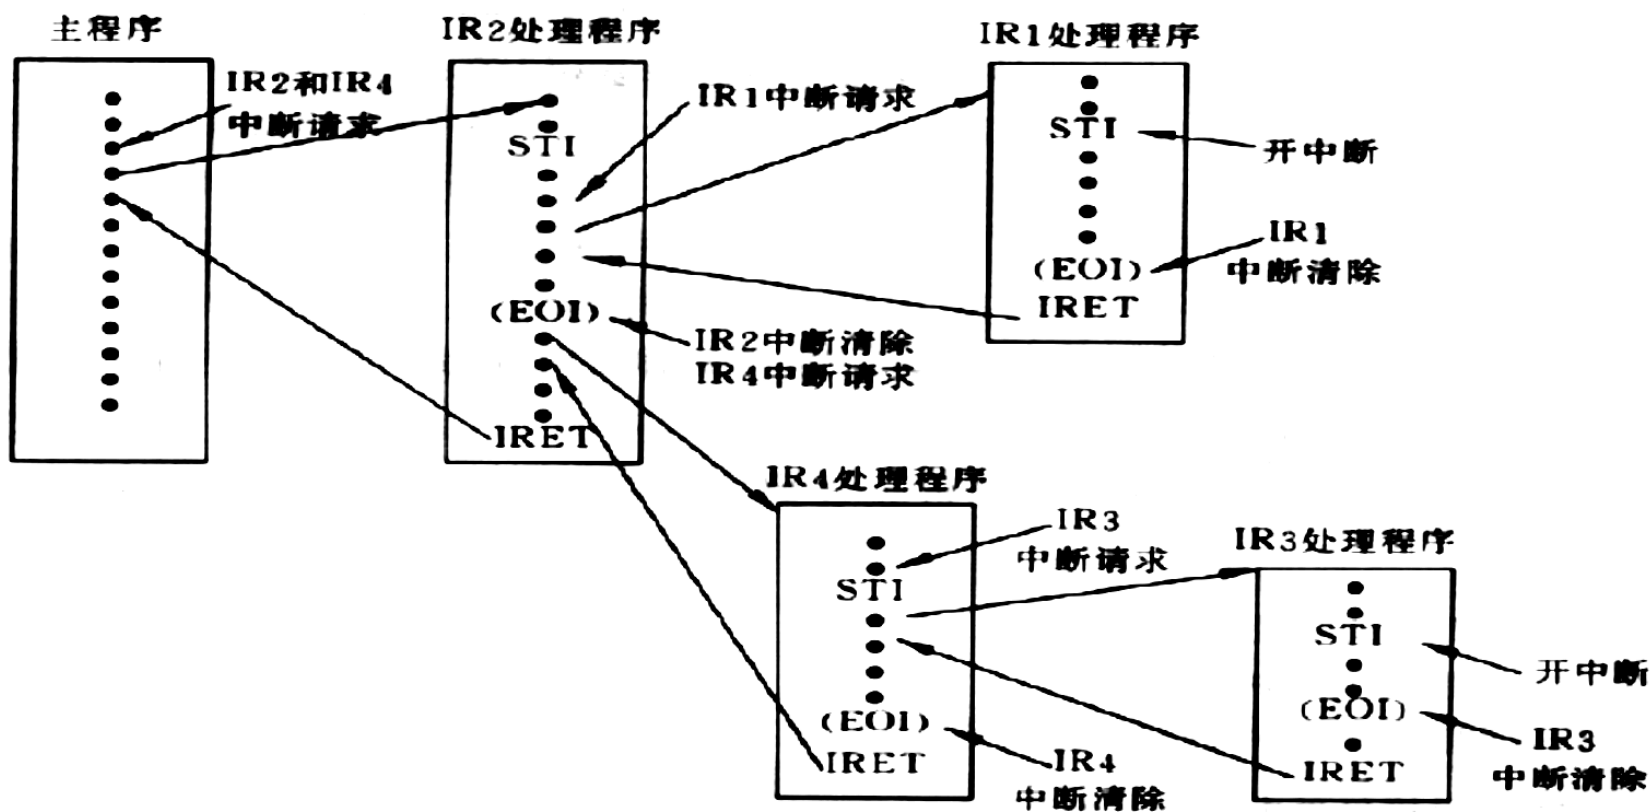 主程序
IR2和IR4
中断请求
IR2处理程序
STI
(EOI)
IRET
IR1中断请求
IR2中断清除
IR4中断请求
IR1处理程序
STI
(EOI)
IRET
开中断
IR1
中断清除
IR4处理程序
STI
(EOI)
IRET
IR3
中断请求
IR4
中断清除
IR3处理程序
STI
(EOI)
IRET
开中断
IR3
中断清除